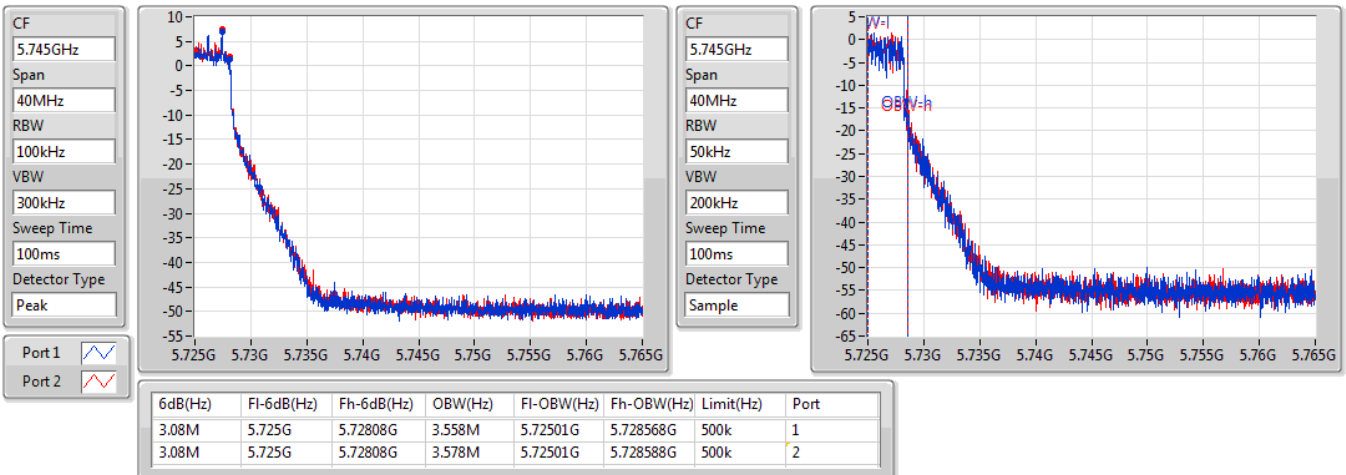 CF
5.745GHz
Span
40MHz
RBW
100kHz
VBW
300kHz
Sweep Time
100ms
Detector Type
Peak
Port 1
Port 2
10
5
0
-5
-10
-15
-20
-25
-30
-35
-40
-45
-50
-55
5.725G 5.73G 5.735G 5.74G 5.745G 5.75G 5.755G 5.76G 5.765G
CF
5.745GHz
Span
40MHz
RBW
50kHz
VBW
200kHz
Sweep Time
100ms
Detector Type
Sample
5
0
-5
-10
-15
-20
-25
-30
-35
-40
-45
-50
-55
-60
-65
W-l
OBW-h
5.725G 5.73G 5.735G 5.74G 5.745G 5.75G 5.755G 5.76G 5.765G
6dB(Hz) Fl-6dB(Hz) Fh-6dB(Hz) OBW(Hz) Fl-OBW(Hz) Fh-OBW(Hz) Limit(Hz) Port
3.08M 5.725G 5.72808G 3.558M 5.72501G 5.728568G 500k 1
3.08M 5.725G 5.72808G 3.578M 5.72501G 5.728588G 500k 2